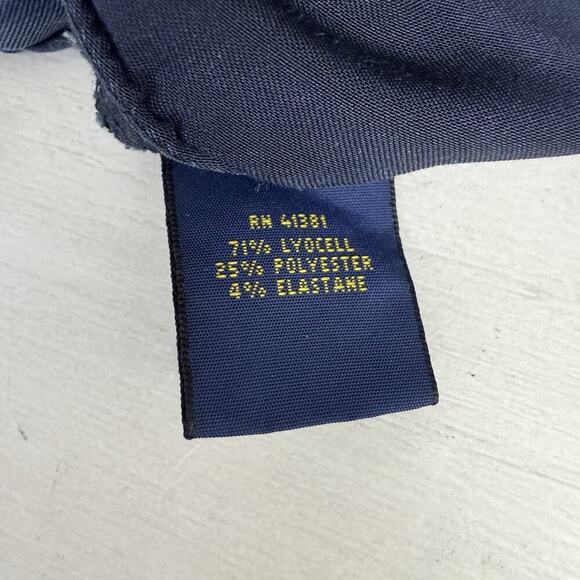 RN 41381
71% LYOCELL
25% POLYESTER
4% ELASTANE